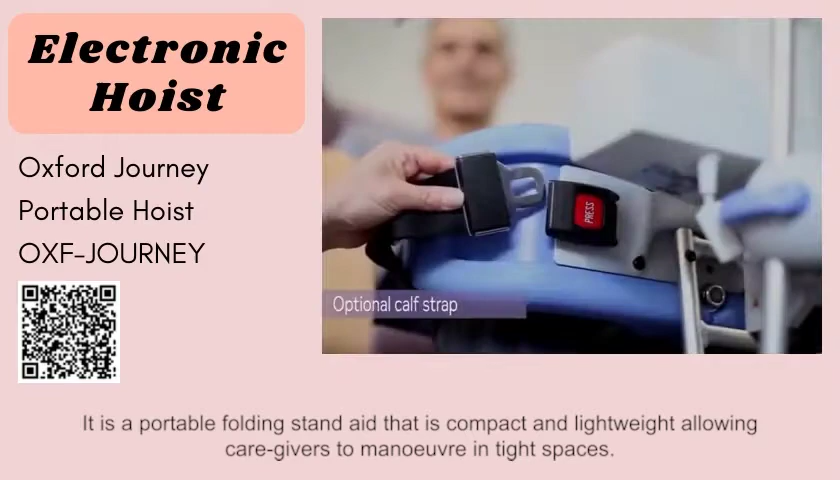 Electronic
Hoist
Oxford Journey
Portable Hoist
OXF-JOURNEY
PRESS
Optional calf strap
It is a portable folding stand aid that is compact and lightweight allowing
care-givers to manoeuvre in tight spaces.